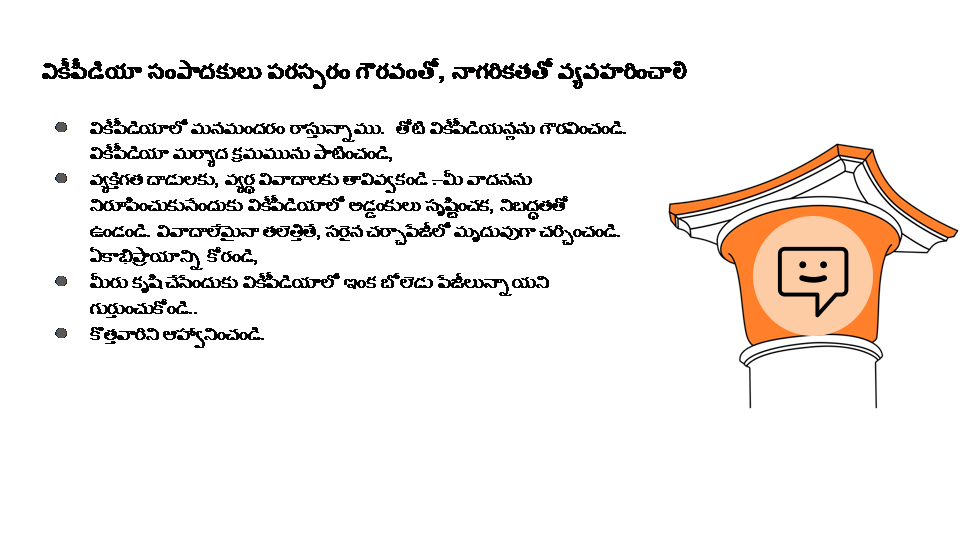 వికీపీడియా సంపాదకులు పరస్పరం గౌరవంతో, నాగరికతతో వ్యవహరించాలి
● వికీపీడియాలో మనమందరం రాస్తున్నాము. తోటి వికీపీడియన్లను గౌరవించండి.
వికీపీడియా మర్యాద క్రమమును పాటించండి,
● వ్యక్తిగత దాడులకు, వ్యర్థ వివాదాలకు తావివ్వకండి .–మీ వాదనను
నిరూపించుకునేందుకు వికీపీడియాలో అడ్డంకులు సృష్టించక, నిబద్ధతతో
ఉండండి. వివాదాలేమైనా తలెత్తితే, సరైన చర్చాపేజీలో మృదువుగా చర్చించండి.
ఏకాభిప్రాయాన్ని కోరండి,
● మీరు కృషి చేసేందుకు వికీపీడియాలో ఇంక బోలెడు పేజీలున్నాయని
గుర్తుంచుకోండి..
● కొత్తవారిని ఆహ్వానించండి.